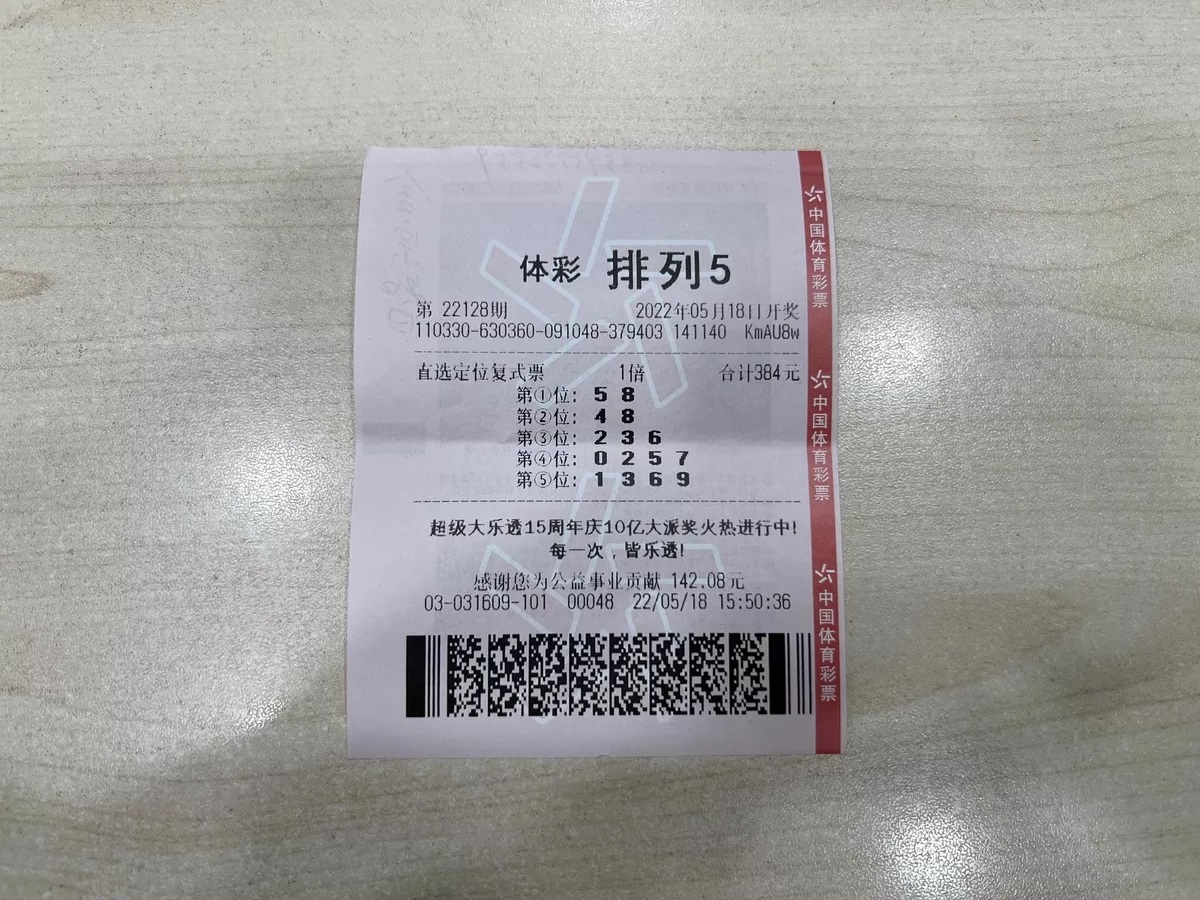 体彩 排列5
第 22128期 2022年05月18日开奖
110330-630360-091048-379403 141140 KmAU8w
直选定位复式票 1倍 合计384元
第①位: 5 8
第②位: 4 8
第③位: 2 3 6
第④位: 0 2 5 7
第⑤位: 1 3 6 9
超级大乐透15周年庆10亿大派奖火热进行中!
每一次，皆乐透!
感谢您为公益事业贡献 142.08元
03-031609-101 00048 22/05/18 15:50:36
中国体育彩票
中国体育彩票
中国体育彩票